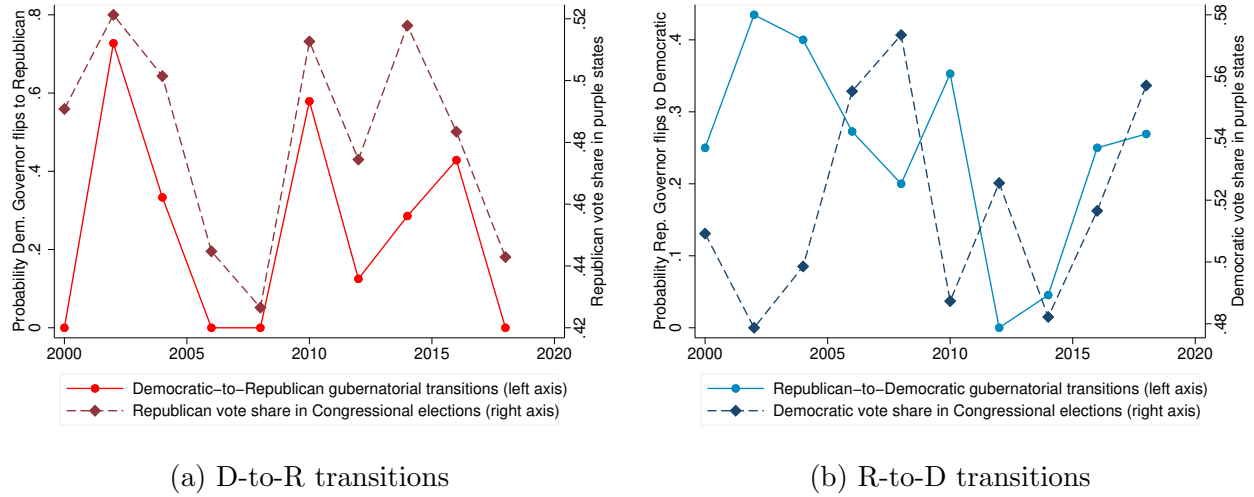 Probability Dem. Governor flips to Republican
0 .2 .4 .6 .8
Republican vote share in purple states
.42 .44 .46 .48 .5 .52
2000 2005 2010 2015 2020
Democratic−to−Republican gubernatorial transitions (left axis)
Republican vote share in Congressional elections (right axis)
(a) D-to-R transitions
Probability Rep. Governor flips to Democratic
0 .1 .2 .3 .4
Democratic vote share in purple states
.48 .5 .52 .54 .56 .58
2000 2005 2010 2015 2020
Republican−to−Democratic gubernatorial transitions (left axis)
Democratic vote share in Congressional elections (right axis)
(b) R-to-D transitions